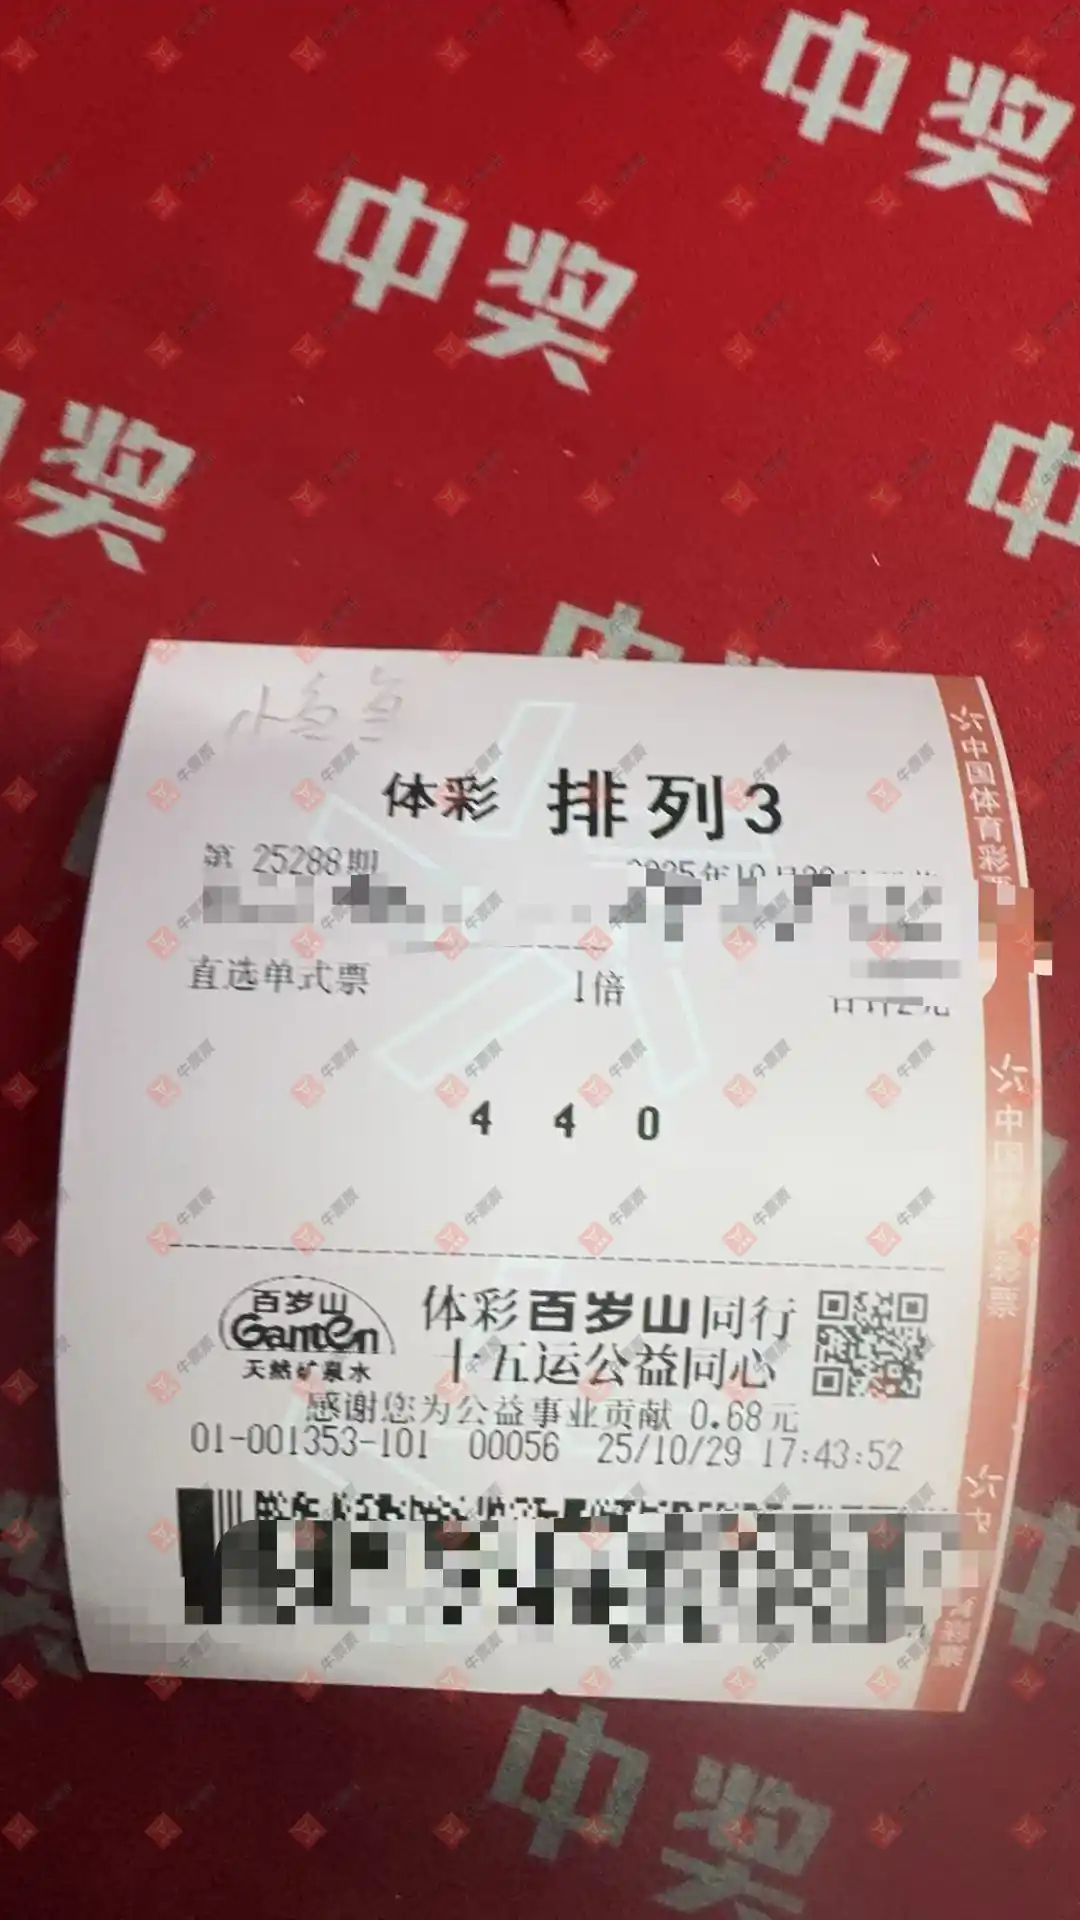 中奖
中奖
奖
中
体彩 排列3
第 25288期
直选单式票 1倍
4 4 0
百岁山
Ganten
天然矿泉水
体彩百岁山同行
十五运公益同心
感谢您为公益事业贡献 0.68元
01-001353-101 00056 25/10/29 17:43:52
中国体育彩票
中国体育彩票
中奖
牛票票